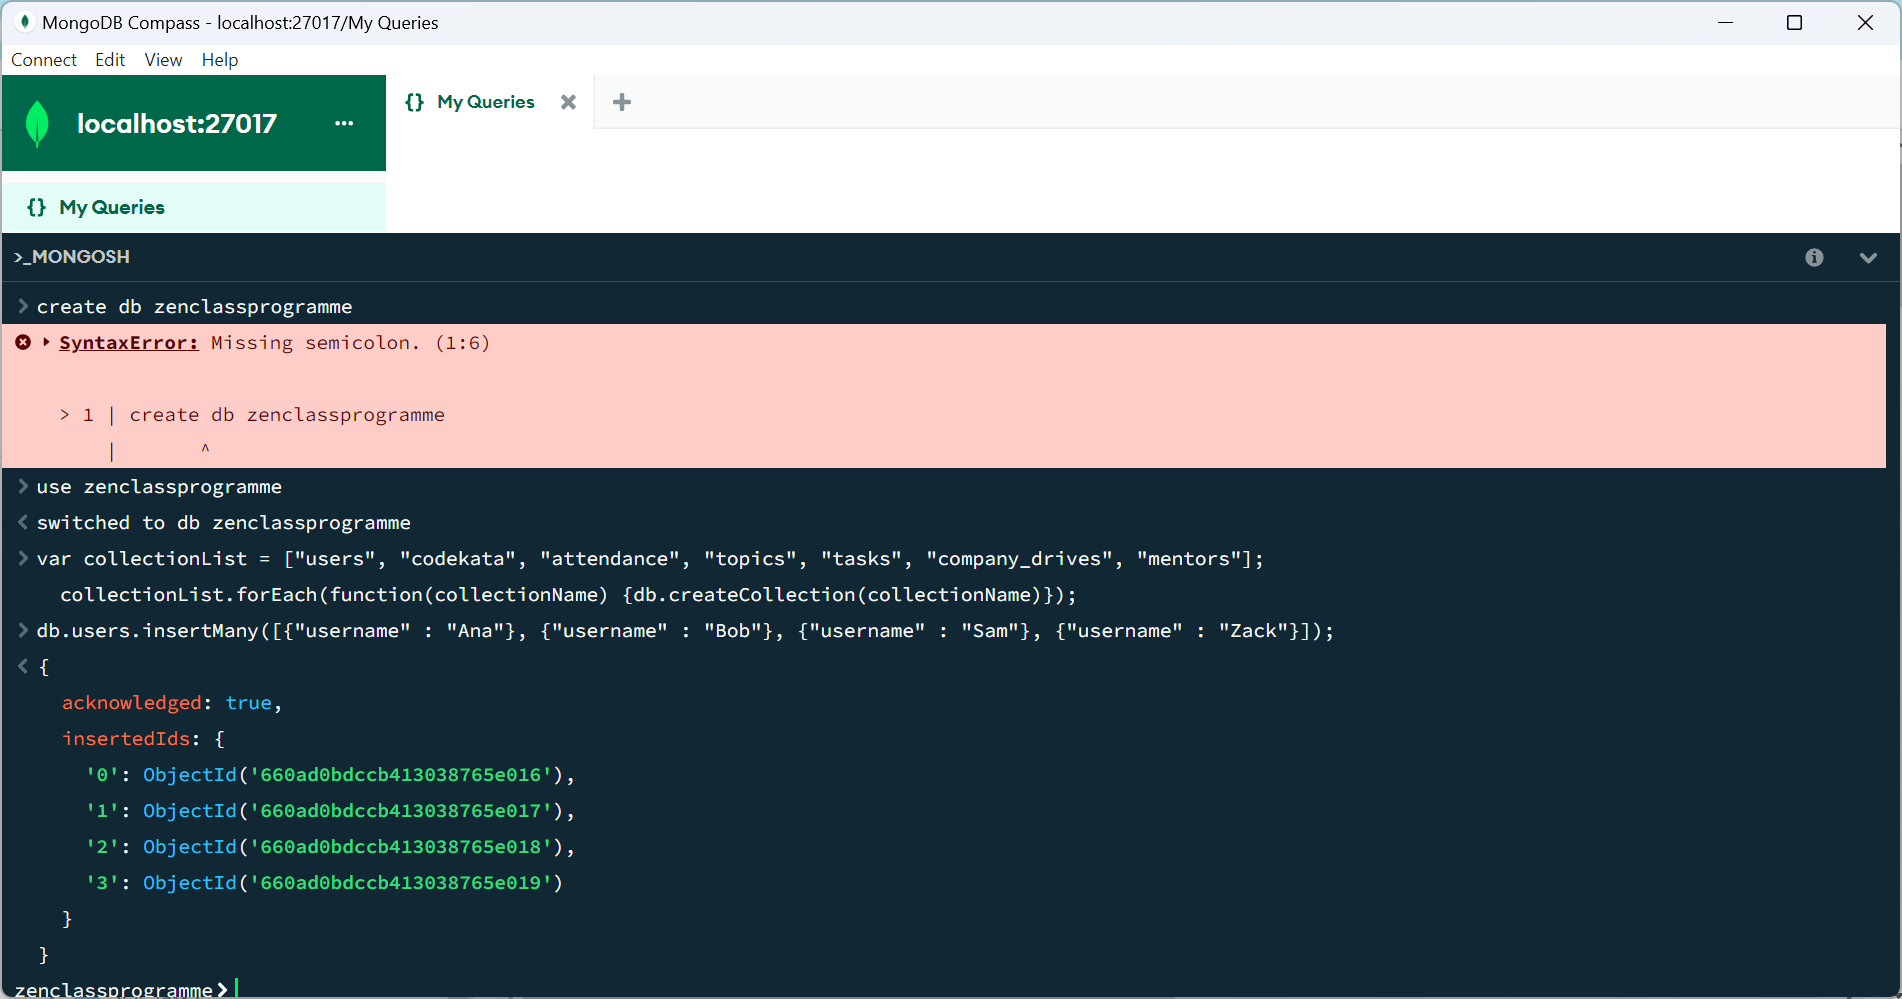 MongoDB Compass - localhost:27017/My Queries
Connect Edit View Help
localhost:27017 ...
{} My Queries
{} My Queries
>_MONGOSH
> create db zenclassprogramme
SyntaxError: Missing semicolon. (1:6)
> 1 | create db zenclassprogramme
| ^
> use zenclassprogramme
< switched to db zenclassprogramme
> var collectionList = ["users", "codekata", "attendance", "topics", "tasks", "company_drives", "mentors"];
collectionList.forEach(function(collectionName) {db.createCollection(collectionName)});
> db.users.insertMany([{"username" : "Ana"}, {"username" : "Bob"}, {"username" : "Sam"}, {"username" : "Zack"}]);
< {
acknowledged: true,
insertedIds: {
'0': ObjectId('660ad0bdccb413038765e016'),
'1': ObjectId('660ad0bdccb413038765e017'),
'2': ObjectId('660ad0bdccb413038765e018'),
'3': ObjectId('660ad0bdccb413038765e019')
}
}
zenclassprogramme>